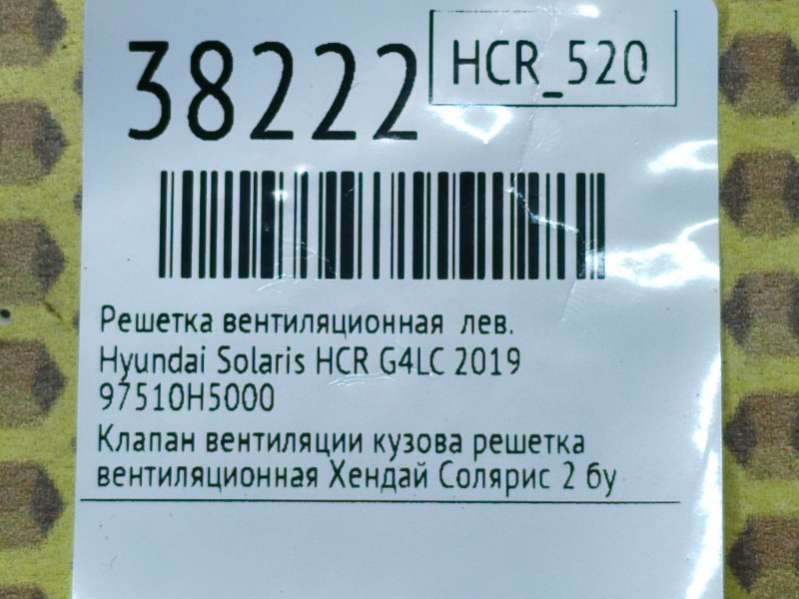 38222
HCR_520
Решетка вентиляционная лев.
Hyundai Solaris HCR G4LC 2019
97510H5000
Клапан вентиляции кузова решетка
вентиляционная Хендай Солярис 2 бу